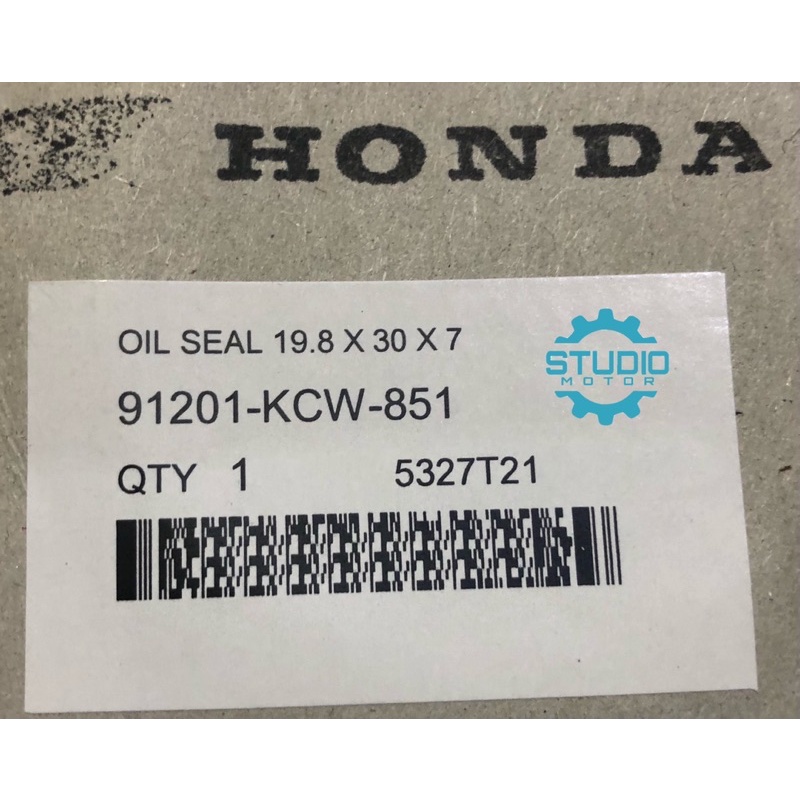 HONDA
OIL SEAL 19.8 X 30 X 7
STUDIO
MOTOR
91201-KCW-851
QTY 1 5327T21